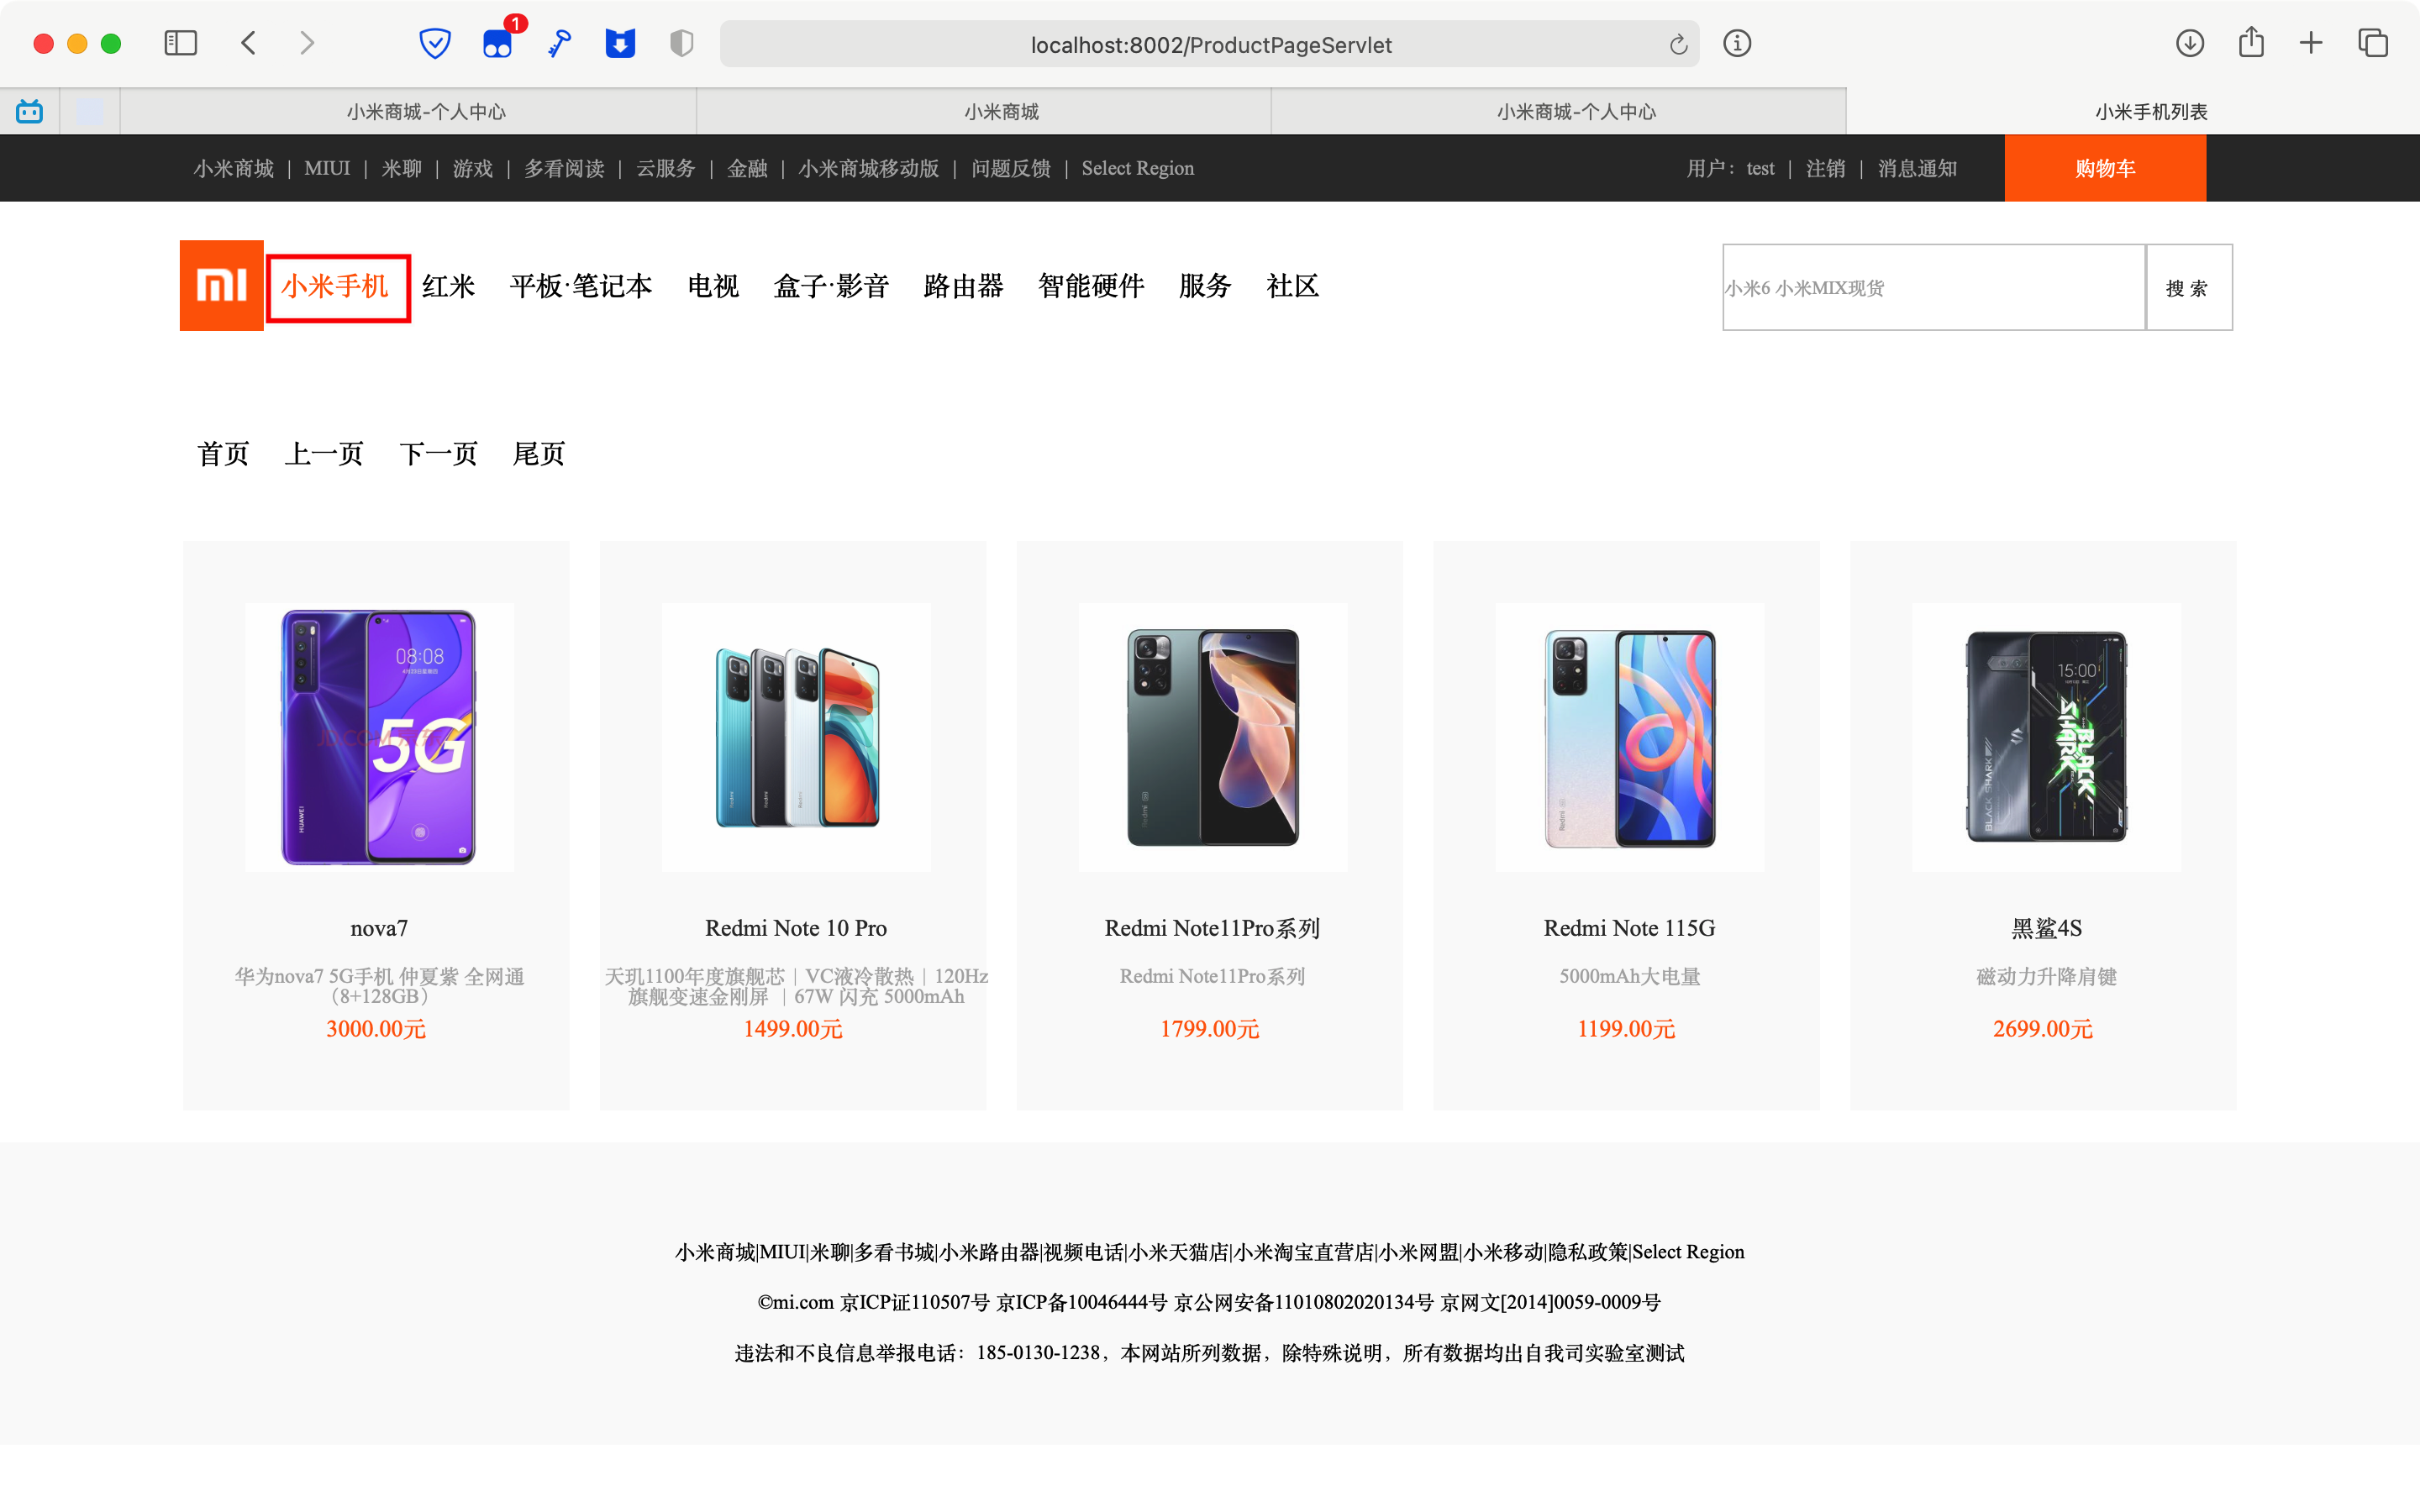 1
localhost:8002/ProductPageServlet
小米商城-个人中心
小米商城
小米商城-个人中心
小米手机列表
小米商城 | MIUI | 米聊 | 游戏 | 多看阅读 | 云服务 | 金融 | 小米商城移动版 | 问题反馈 | Select Region
用户：test | 注销 | 消息通知
购物车
小米手机 红米 平板·笔记本 电视 盒子·影音 路由器 智能硬件 服务 社区
小米6 小米MIX现货
搜 索
首页 上一页 下一页 尾页
08:08
5G
HUAWEI
15:00
BLACK SHARK
BLACK SHARK
nova7
华为nova7 5G手机 仲夏紫 全网通
（8+128GB）
3000.00元
Redmi Note 10 Pro
天玑1100年度旗舰芯｜VC液冷散热｜120Hz
旗舰变速金刚屏 ｜67W 闪充 5000mAh
1499.00元
Redmi Note11Pro系列
Redmi Note11Pro系列
1799.00元
Redmi Note 115G
5000mAh大电量
1199.00元
黑鲨4S
磁动力升降肩键
2699.00元
小米商城|MIUI|米聊|多看书城|小米路由器|视频电话|小米天猫店|小米淘宝直营店|小米网盟|小米移动|隐私政策|Select Region
©mi.com 京ICP证110507号 京ICP备10046444号 京公网安备11010802020134号 京网文[2014]0059-0009号
违法和不良信息举报电话：185-0130-1238，本网站所列数据，除特殊说明，所有数据均出自我司实验室测试